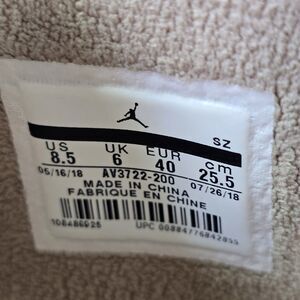 SZ
US UK EUR cm
8.5 6 40 25.5
05/16/18 AV3722-200 07/26/18
MADE IN CHINA
FABRIQUE EN CHINE
UPC 00884776842855